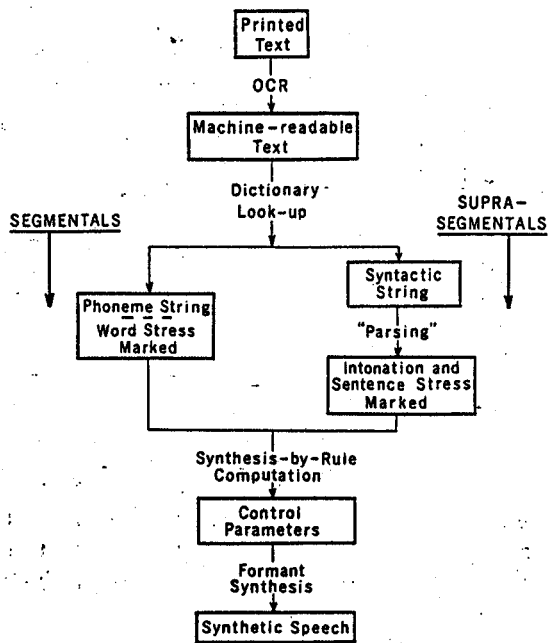 Printed
Text
OCR
Machine-readable
Text
Dictionary
Look-up
SEGMENTALS
SUPRA-
SEGMENTALS
Phoneme String
Word Stress
Marked
Syntactic
String
"Parsing"
Intonation and
Sentence Stress
Marked
Synthesis-by-Rule
Computation
Control
Parameters
Formant
Synthesis
Synthetic Speech